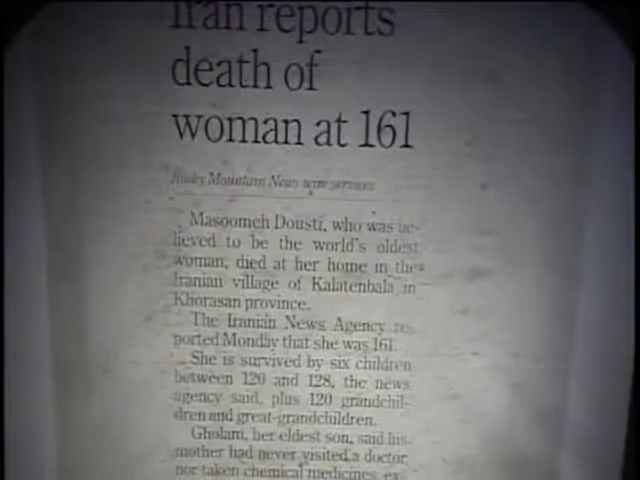 Iran reports
death of
woman at 161
Rocky Mountain News wire services
Masoomeh Dousti, who was be-
lieved to be the world's oldest
woman, died at her home in the
Iranian village of Kalatenbala in
Khorasan province.
The Iranian News Agency re-
ported Monday that she was 161.
She is survived by six children
between 120 and 128, the news
agency said, plus 120 grandchil-
dren and great-grandchildren.
Gholam, her eldest son, said his
mother had never visited a doctor
nor taken chemical medicines, ex-